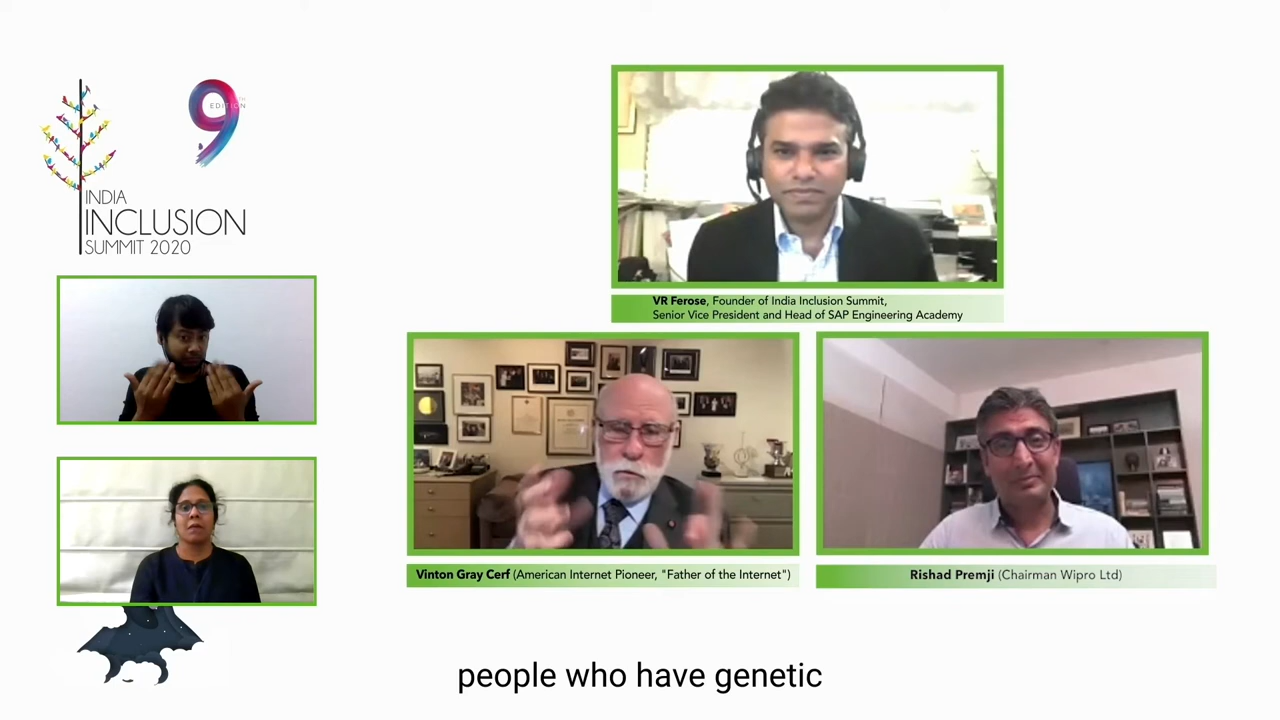 9TH
EDITION
INDIA
INCLUSION
SUMMIT 2020
VR Ferose, Founder of India Inclusion Summit,
Senior Vice President and Head of SAP Engineering Academy
Vinton Gray Cerf (American Internet Pioneer, "Father of the Internet")
Rishad Premji (Chairman Wipro Ltd)
people who have genetic